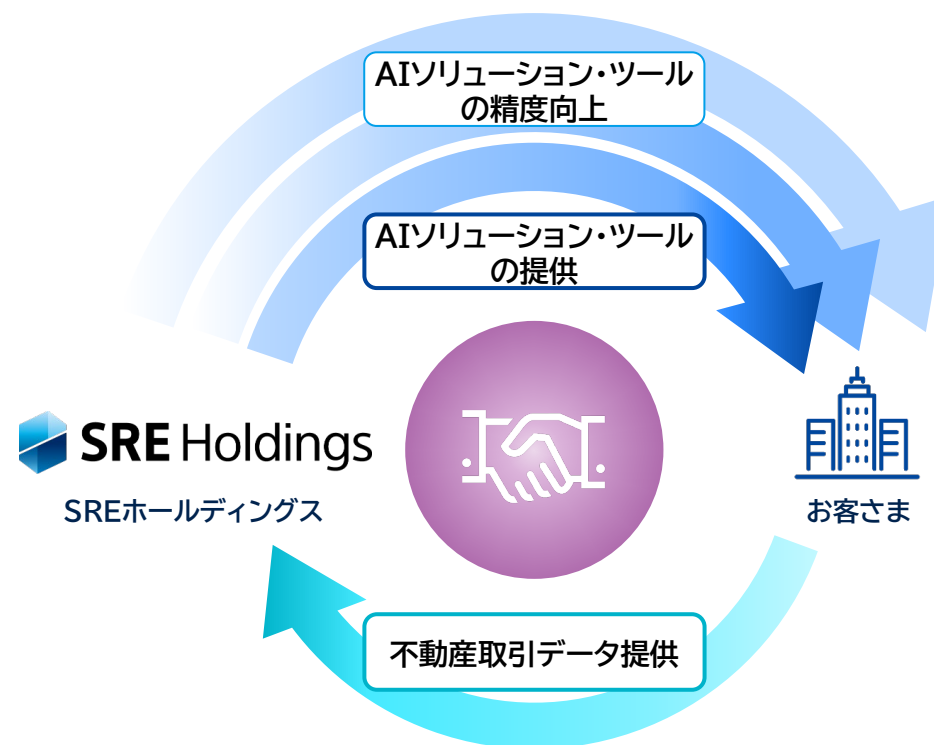 AIソリューション・ツール
の精度向上
AIソリューション・ツール
の提供
SRE Holdings
SREホールディングス
お客さま
不動産取引データ提供